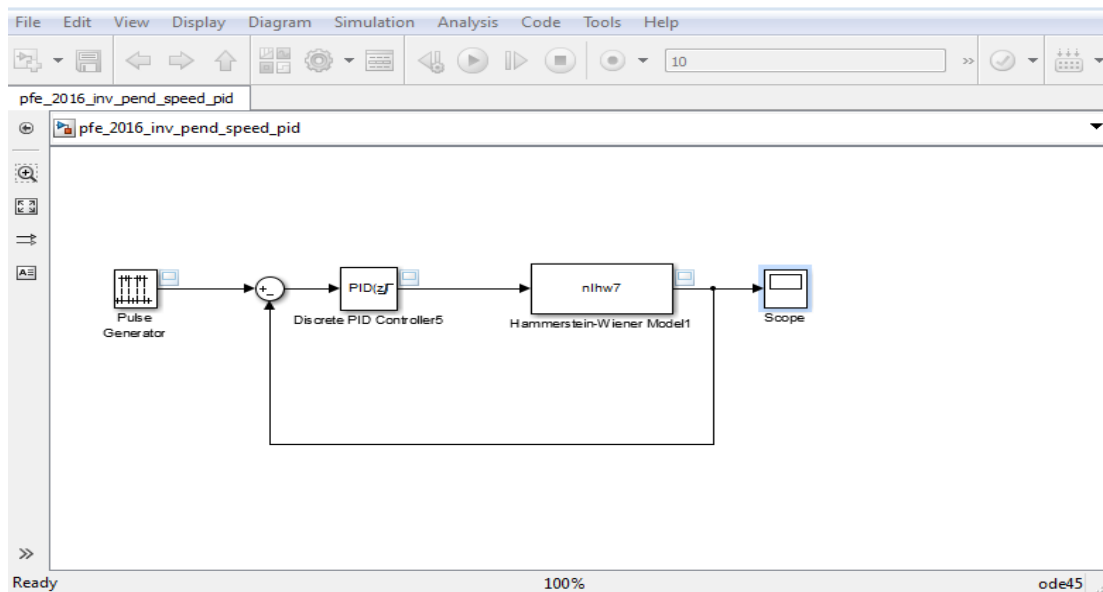 File Edit View Display Diagram Simulation Analysis Code Tools Help
10
pfe_2016_inv_pend_speed_pid
pfe_2016_inv_pend_speed_pid
Pulse
Generator
+
-
PID(z)
Discrete PID Controller5
nlhw7
Hammerstein-Wiener Model1
Scope
Ready 100% ode45